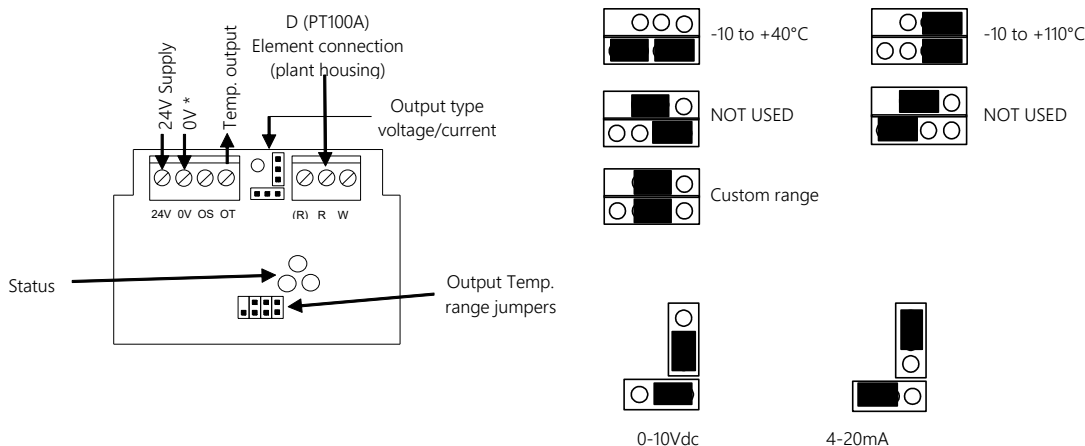 D (PT100A)
Element connection
(plant housing)
24V Supply
0V *
Temp. output
Output type
voltage/current
24V 0V OS OT
(R) R W
Status
Output Temp.
range jumpers
-10 to +40°C
-10 to +110°C
NOT USED
NOT USED
Custom range
0-10Vdc
4-20mA